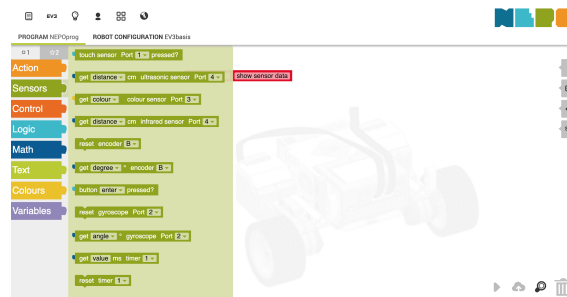 EV3
NEPO
PROGRAM NEPOprog ROBOT CONFIGURATION EV3basis
1 2
Action
Sensors
Control
Logic
Math
Text
Colours
Variables
touch sensor Port 1 pressed?
get distance cm ultrasonic sensor Port 4
get colour colour sensor Port 3
get distance cm infrared sensor Port 4
reset encoder B
get degree ° encoder B
button enter pressed?
reset gyroscope Port 2
get angle ° gyroscope Port 2
get value ms timer 1
reset timer 1
show sensor data